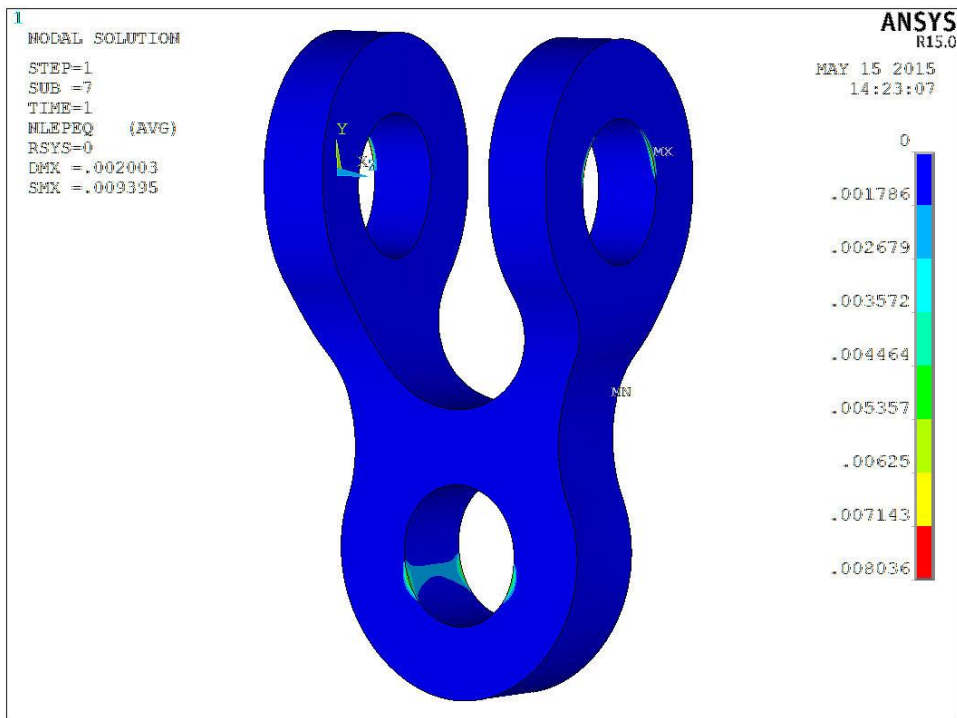 1
NODAL SOLUTION
STEP=1
SUB =7
TIME=1
NLEPEQ (AVG)
RSYS=0
DMX =.002003
SMX =.009395
ANSYS
R15.0
MAY 15 2015
14:23:07
Y
X
MX
MN
0
.001786
.002679
.003572
.004464
.005357
.00625
.007143
.008036